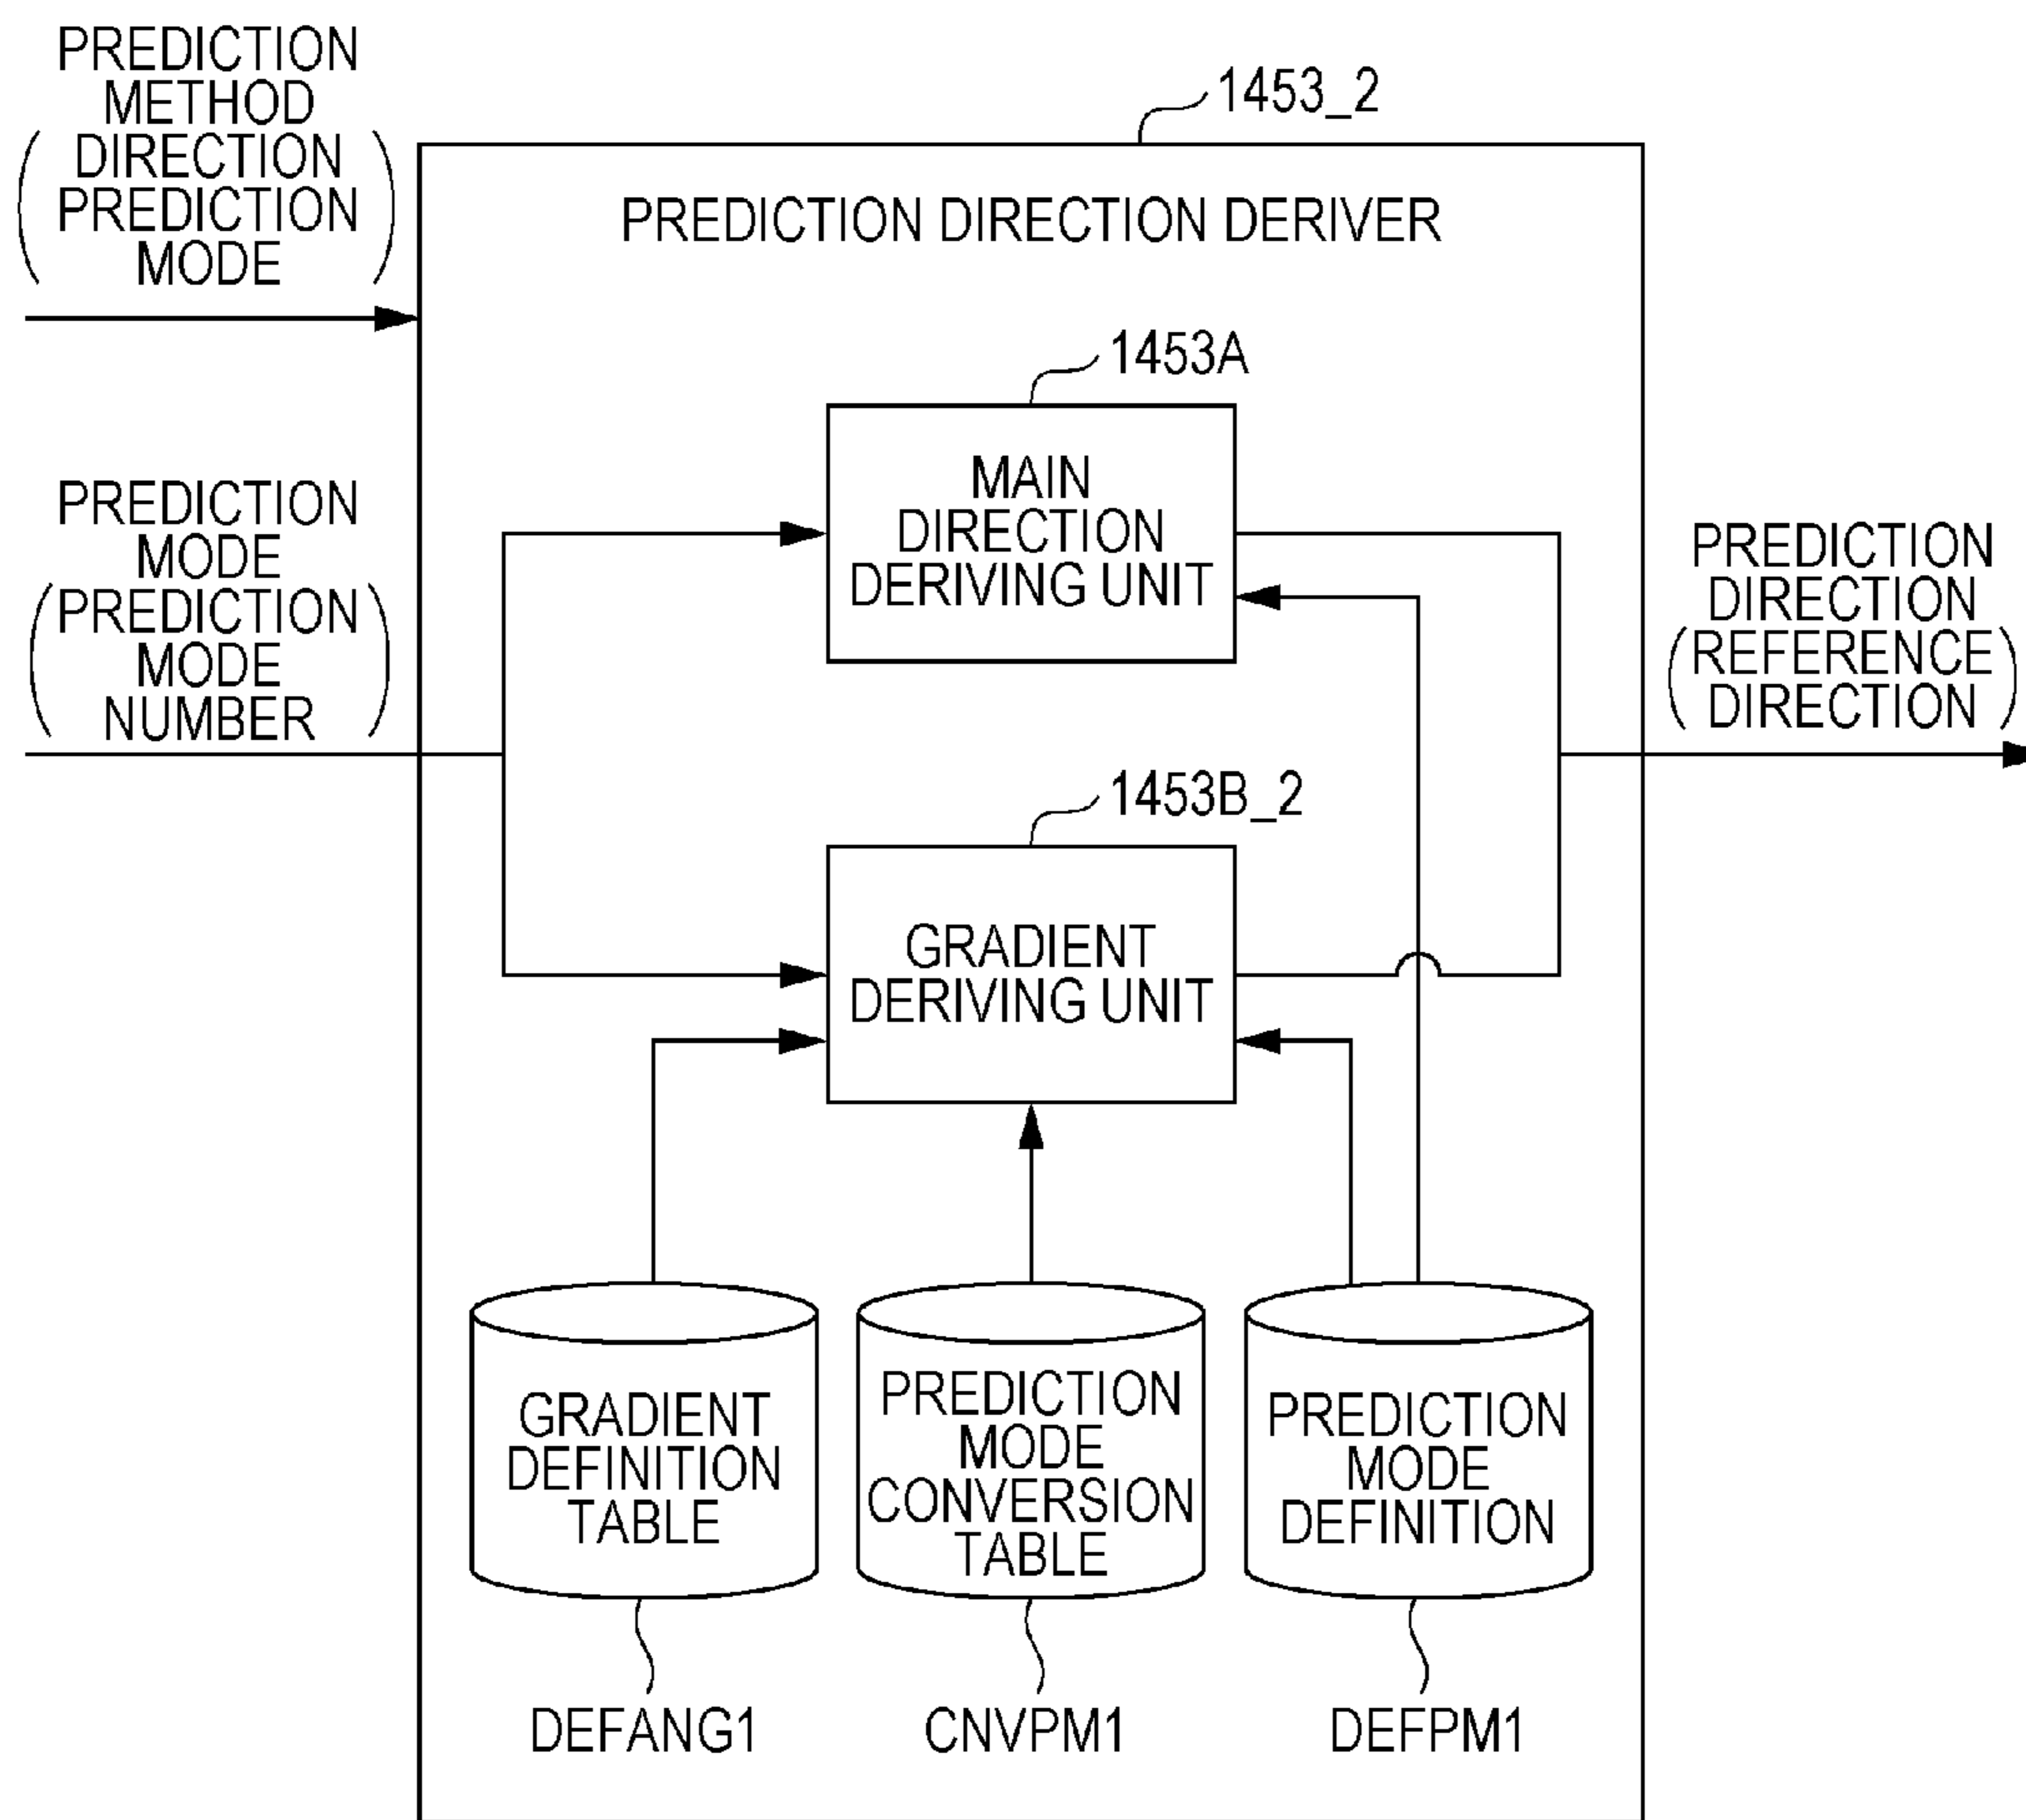 PREDICTION
METHOD
(DIRECTION
PREDICTION
MODE)
1453_2
PREDICTION DIRECTION DERIVER
1453A
MAIN
DIRECTION
DERIVING UNIT
PREDICTION
MODE
(PREDICTION
MODE
NUMBER)
PREDICTION
DIRECTION
(REFERENCE
DIRECTION)
1453B_2
GRADIENT
DERIVING UNIT
GRADIENT
DEFINITION
TABLE
PREDICTION
MODE
CONVERSION
TABLE
PREDICTION
MODE
DEFINITION
DEFANG1
CNVPM1
DEFPM1